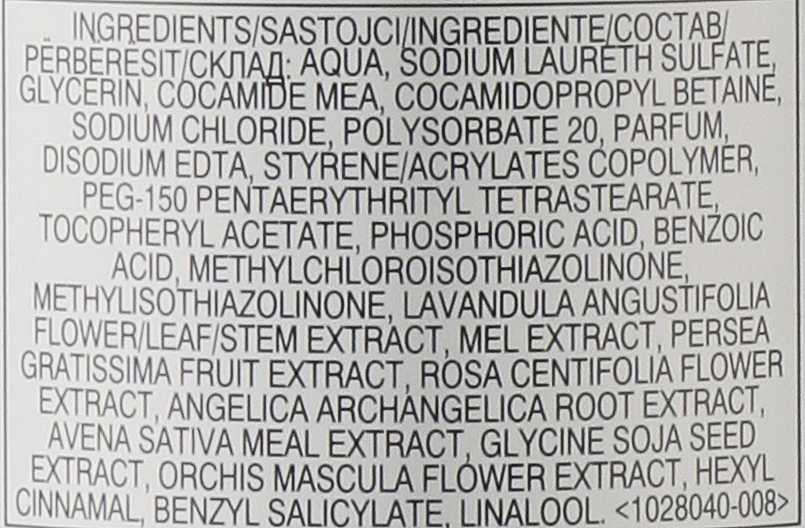 INGREDIENTS/SASTOJCI/INGREDIENTE/СОСТАВ/
PËRBERËSIT/СКЛАД: AQUA, SODIUM LAURETH SULFATE,
GLYCERIN, COCAMIDE MEA, COCAMIDOPROPYL BETAINE,
SODIUM CHLORIDE, POLYSORBATE 20, PARFUM,
DISODIUM EDTA, STYRENE/ACRYLATES COPOLYMER,
PEG-150 PENTAERYTHRITYL TETRASTEARATE,
TOCOPHERYL ACETATE, PHOSPHORIC ACID, BENZOIC
ACID, METHYLCHLOROISOTHIAZOLINONE,
METHYLISOTHIAZOLINONE, LAVANDULA ANGUSTIFOLIA
FLOWER/LEAF/STEM EXTRACT, MEL EXTRACT, PERSEA
GRATISSIMA FRUIT EXTRACT, ROSA CENTIFOLIA FLOWER
EXTRACT, ANGELICA ARCHANGELICA ROOT EXTRACT,
AVENA SATIVA MEAL EXTRACT, GLYCINE SOJA SEED
EXTRACT, ORCHIS MASCULA FLOWER EXTRACT, HEXYL
CINNAMAL, BENZYL SALICYLATE, LINALOOL. <1028040-008>